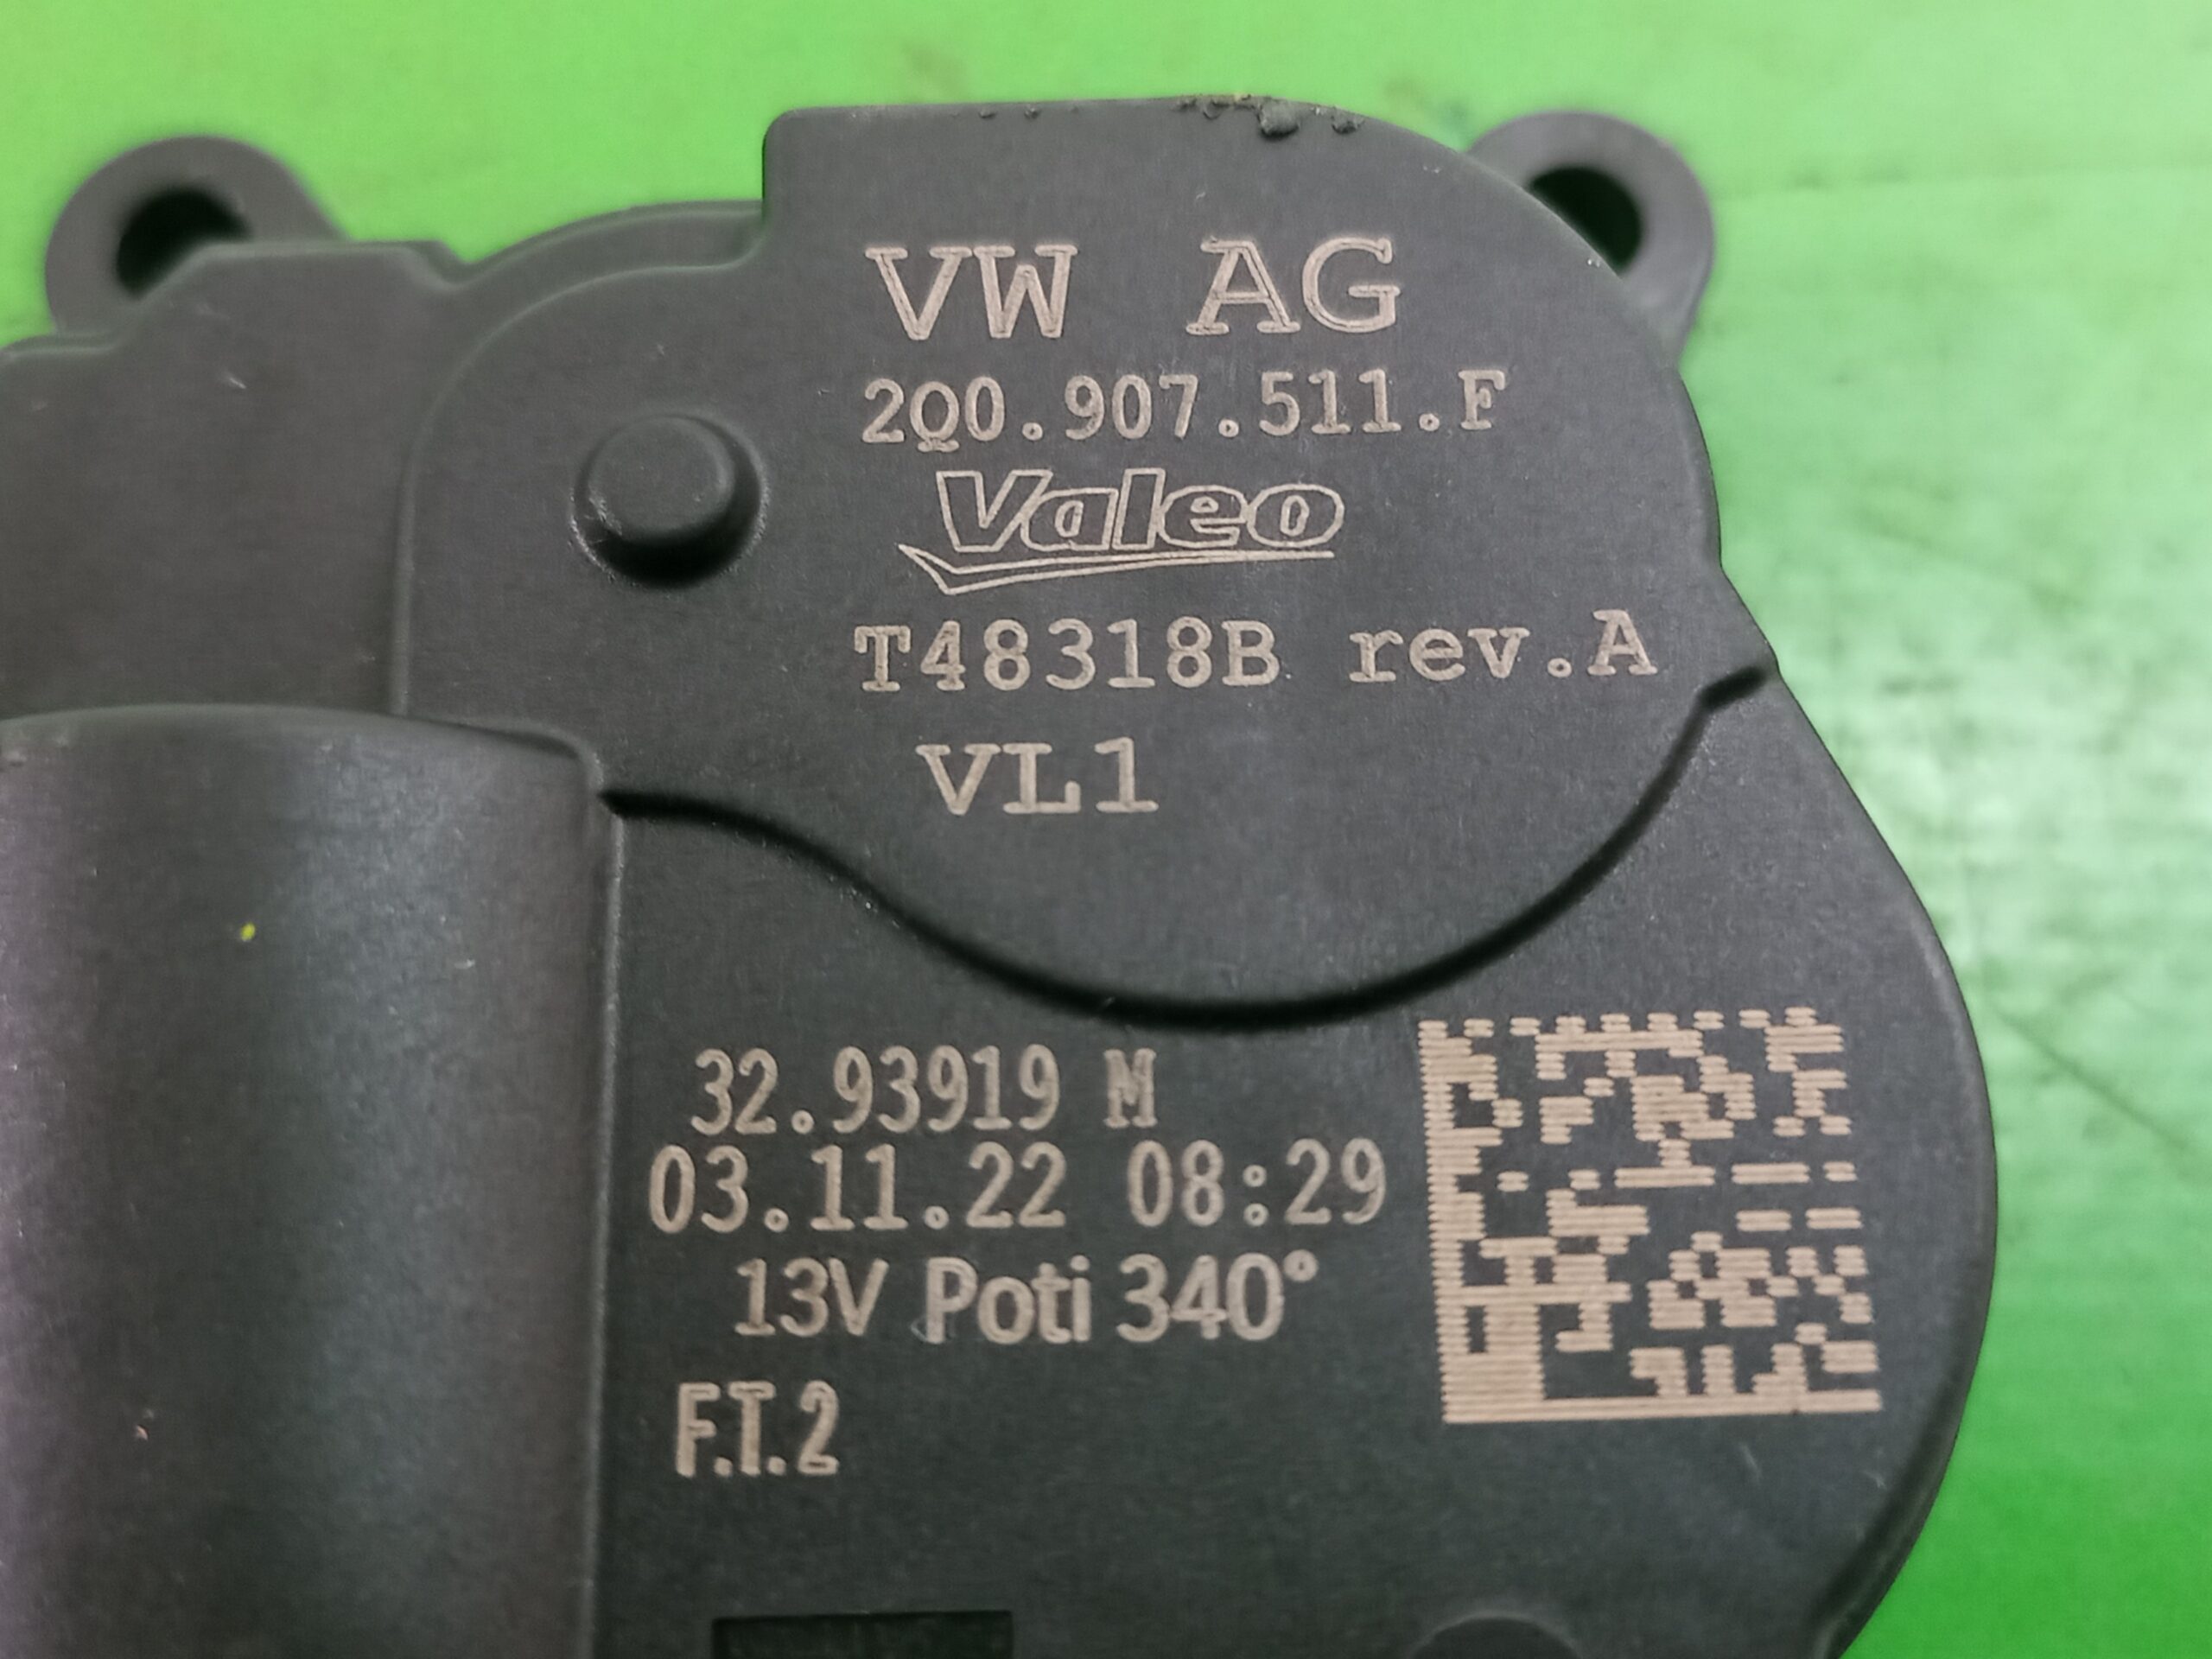 VW AG
2Q0.907.511.F
Valeo
T48318B rev.A
VL1
32.93919 M
03.11.22 08:29
13V Poti 340°
F.T.2